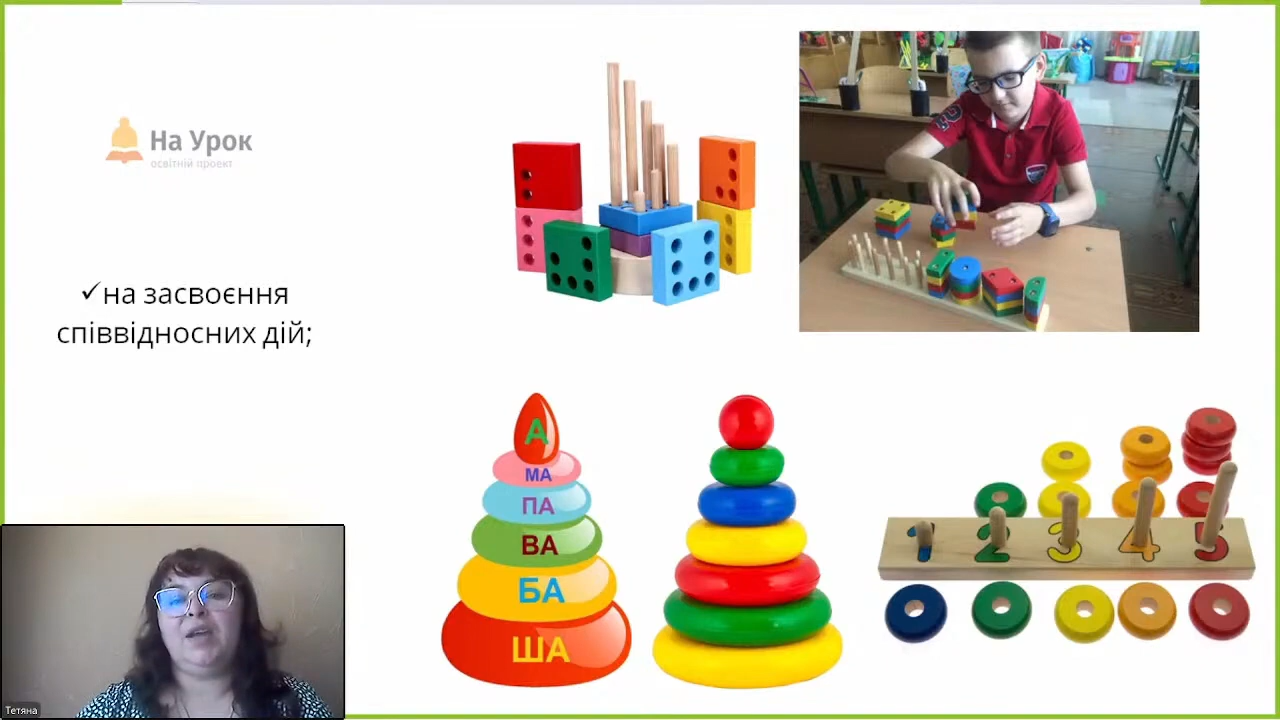 На Урок
освітній проект
✓на засвоєння
співвідносних дій;
А
МА
ПА
ВА
БА
ША
1 2 3 4 5
Тетяна